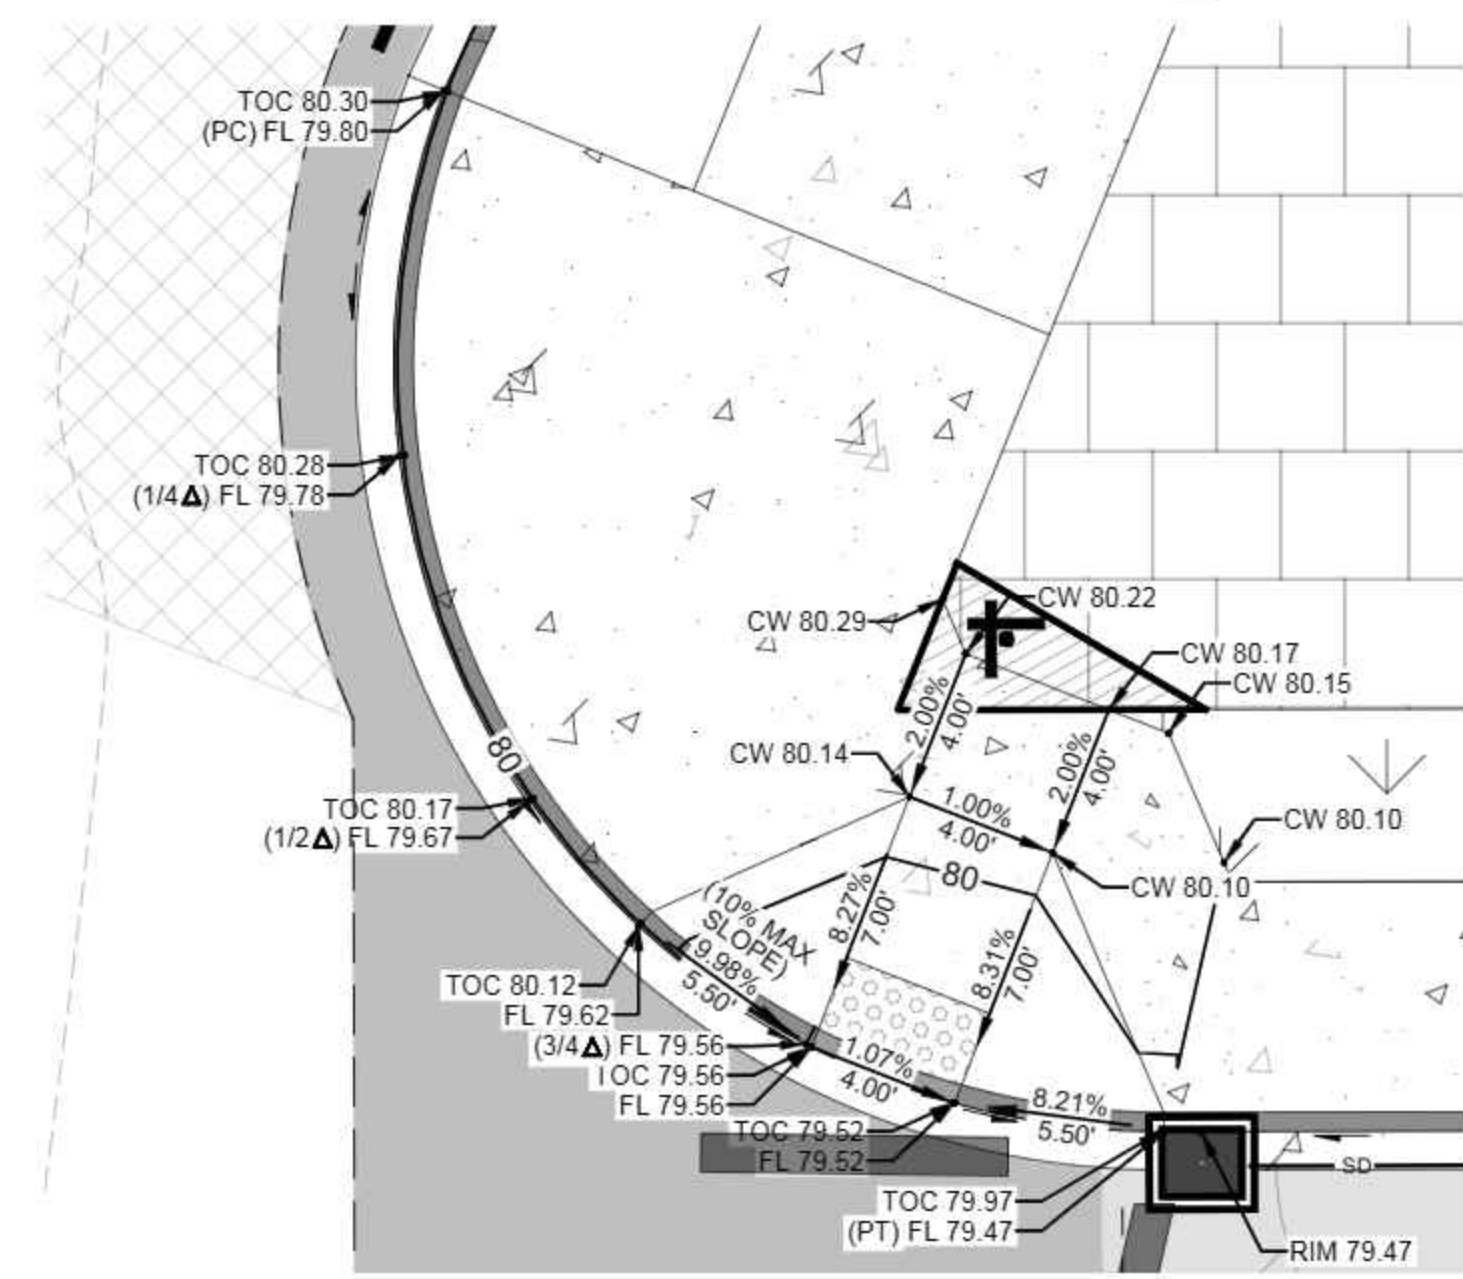 TOC 80.30
(PC) FL 79.80
TOC 80.28
(1/4Δ) FL 79.78
CW 80.22
CW 80.29
CW 80.17
CW 80.15
2.00%
4.00'
CW 80.14
2.00%
4.00'
80
TOC 80.17
(1/2Δ) FL 79.67
1.00%
4.00'
CW 80.10
80
CW 80.10
(10% MAX
SLOPE)
9.98%
5.50'
8.27%
7.00'
8.31%
7.00'
TOC 80.12
FL 79.62
(3/4Δ) FL 79.56
TOC 79.56
FL 79.56
1.07%
4.00'
8.21%
5.50'
TOC 79.52
FL 79.52
SD
TOC 79.97
(PT) FL 79.47
RIM 79.47